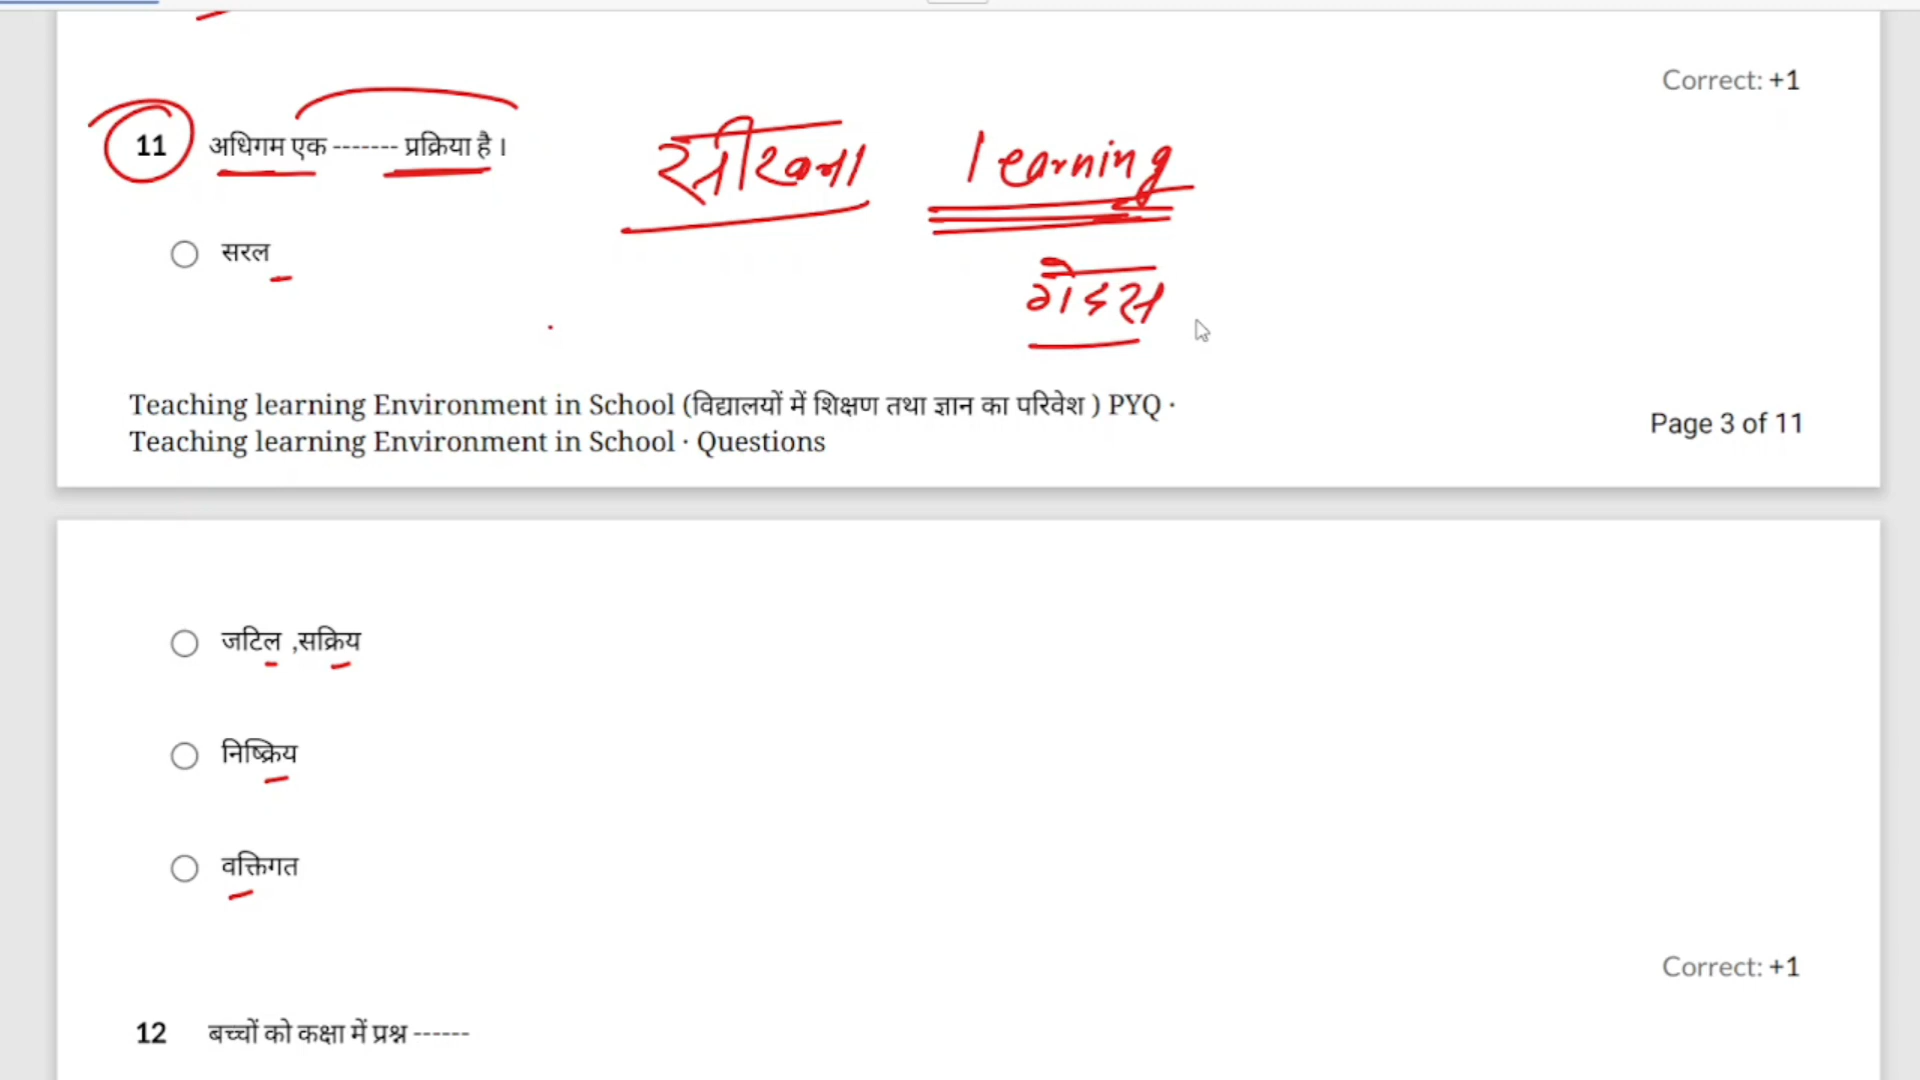 Correct: +1
11 अधिगम एक ------- प्रक्रिया है ।
सीखना learning
सरल
गेट्स
Teaching learning Environment in School (विद्यालयों में शिक्षण तथा ज्ञान का परिवेश ) PYQ ·
Teaching learning Environment in School · Questions
Page 3 of 11
जटिल ,सक्रिय
निष्क्रिय
वक्तिगत
Correct: +1
12 बच्चों को कक्षा में प्रश्न ------